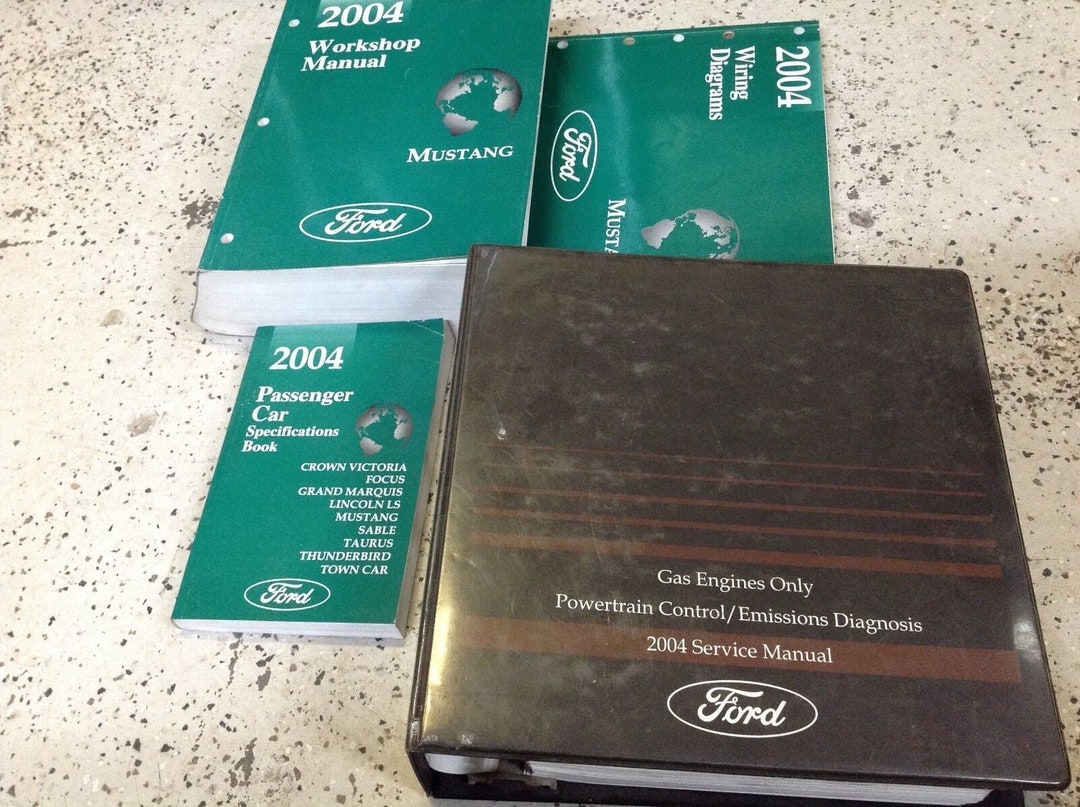 2004
Workshop
Manual
MUSTANG
Ford
2004
Wiring
Diagrams
Ford
2004
Passenger
Car
Specifications
Book
CROWN VICTORIA
FOCUS
GRAND MARQUIS
LINCOLN LS
MUSTANG
SABLE
TAURUS
THUNDERBIRD
TOWN CAR
Ford
Gas Engines Only
Powertrain Control/Emissions Diagnosis
2004 Service Manual
Ford